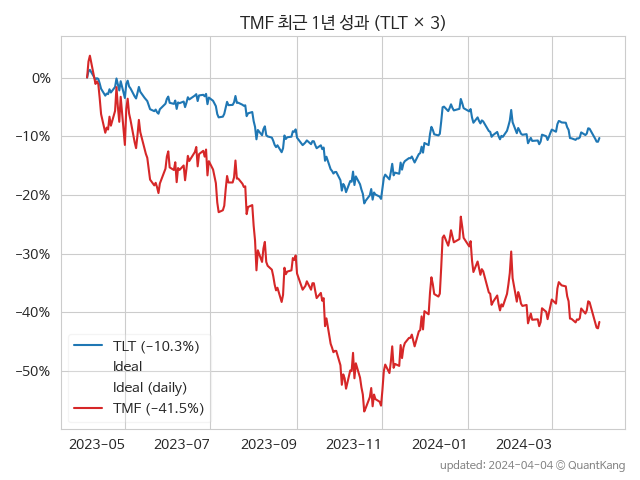 TMF 최근 1년 성과 (TLT × 3)
0%
−10%
−20%
−30%
−40%
−50%
TLT (−10.3%)
Ideal
Ideal (daily)
TMF (−41.5%)
2023−05 2023−07 2023−09 2023−11 2024−01 2024−03
updated: 2024−04−04 © QuantKang